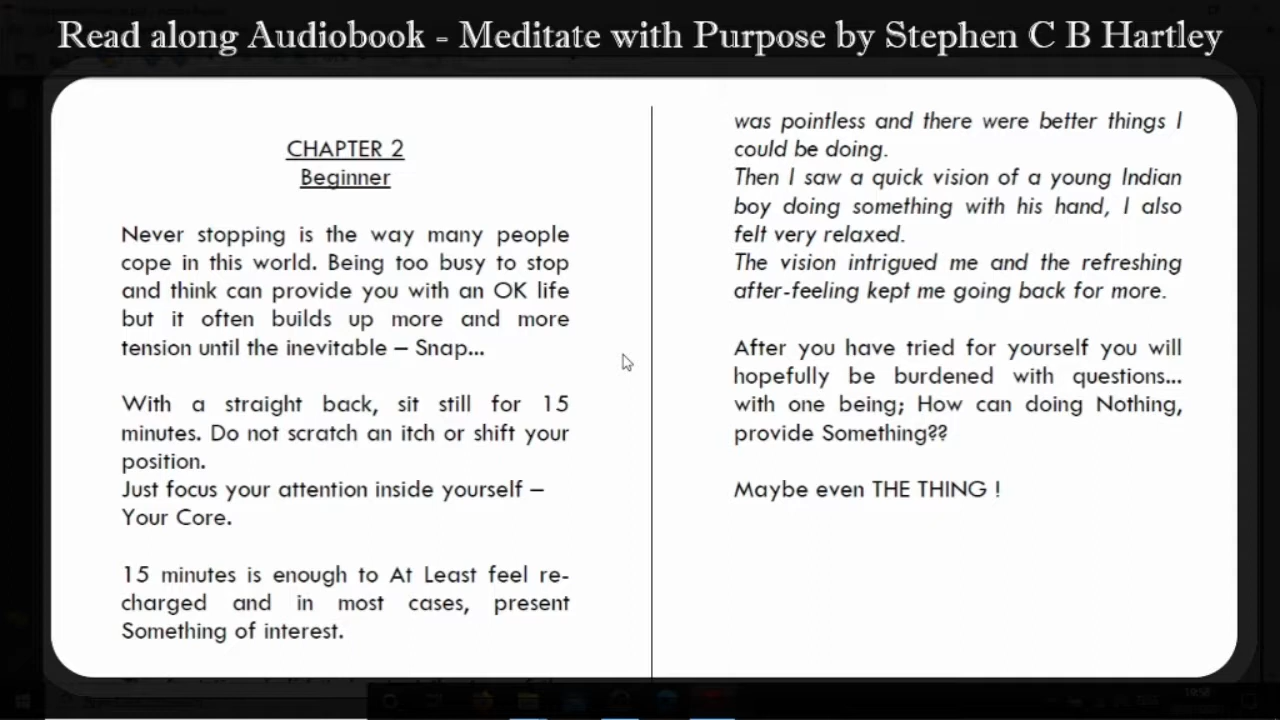 Read along Audiobook - Meditate with Purpose by Stephen C B Hartley
CHAPTER 2
Beginner
Never stopping is the way many people
cope in this world. Being too busy to stop
and think can provide you with an OK life
but it often builds up more and more
tension until the inevitable – Snap...
With a straight back, sit still for 15
minutes. Do not scratch an itch or shift your
position.
Just focus your attention inside yourself –
Your Core.
15 minutes is enough to At Least feel re-
charged and in most cases, present
Something of interest.
was pointless and there were better things I
could be doing.
Then I saw a quick vision of a young Indian
boy doing something with his hand, I also
felt very relaxed.
The vision intrigued me and the refreshing
after-feeling kept me going back for more.
After you have tried for yourself you will
hopefully be burdened with questions...
with one being; How can doing Nothing,
provide Something??
Maybe even THE THING !